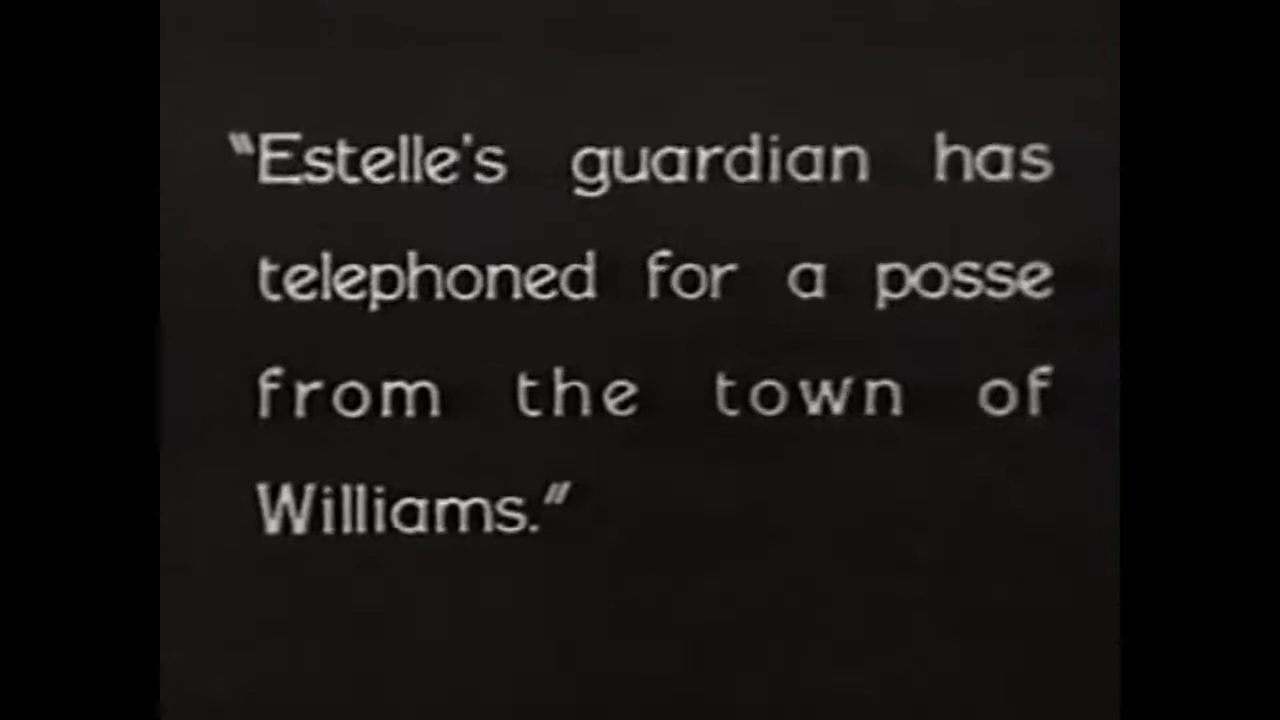 "Estelle's guardian has
telephoned for a posse
from the town of
Williams."